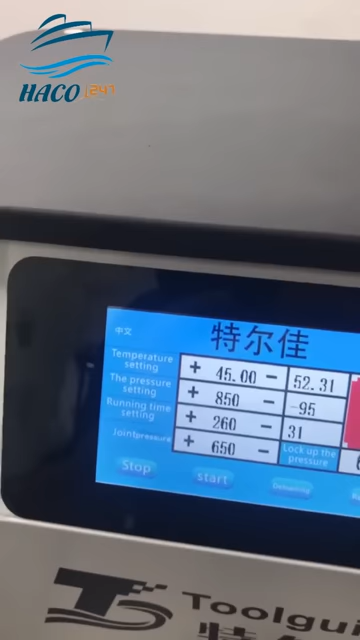 HACO 1247
中文
特尔佳
Temperature setting + 45.00 - 52.31
The pressure setting + 850 - -95
Running time setting + 260 - 31
Jointpressure + 650 - Lock up the pressure
Stop start
Toolgui